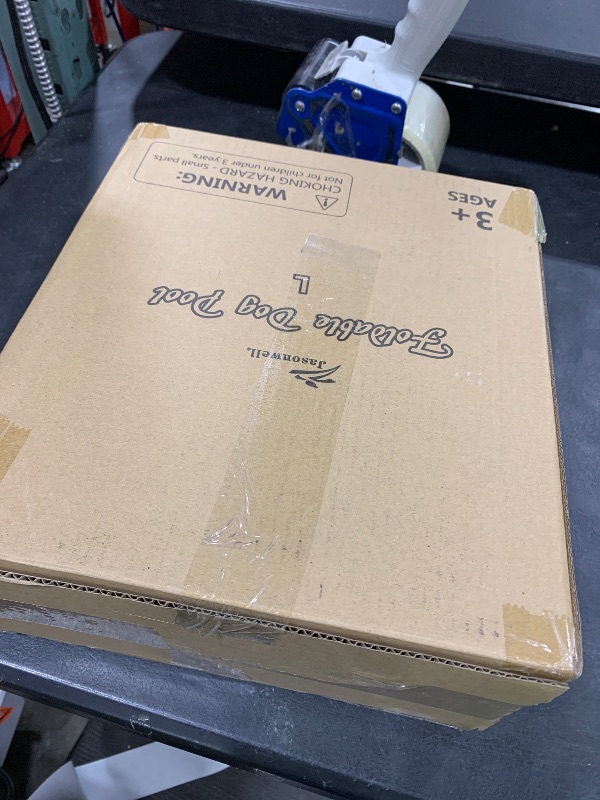 Jasonwell.
Foldable Dog Pool
L
AGES
3+
WARNING:
CHOKING HAZARD - Small parts
Not for children under 3 years.